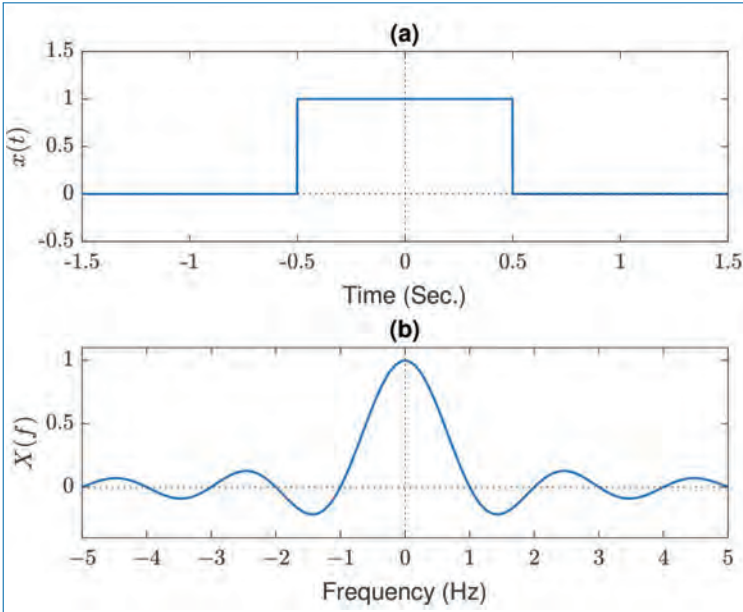 (a)
1.5
1
0.5
0
-0.5
x(t)
-1.5 -1 -0.5 0 0.5 1 1.5
Time (Sec.)
(b)
1
0.5
0
X(f)
−5 −4 −3 −2 −1 0 1 2 3 4 5
Frequency (Hz)